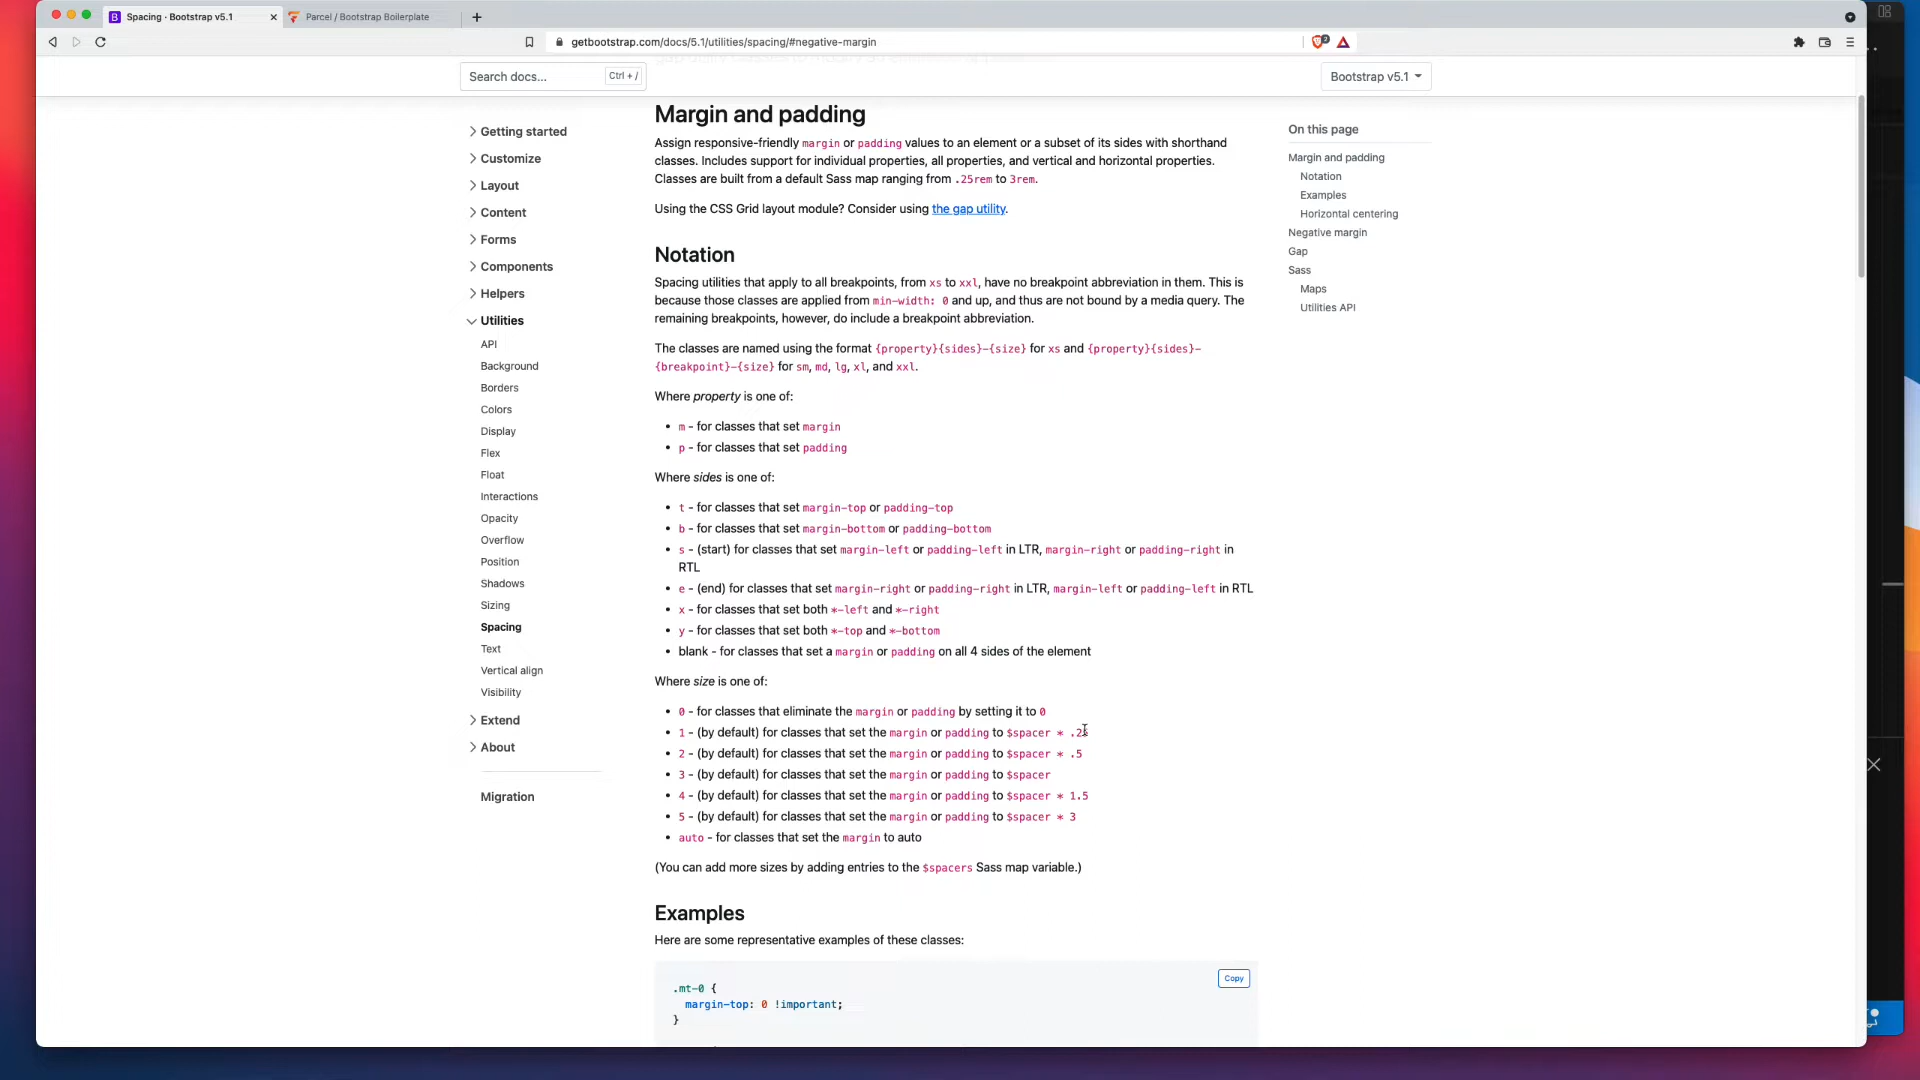 Spacing · Bootstrap v5.1
Parcel / Bootstrap Boilerplate
getbootstrap.com/docs/5.1/utilities/spacing/#negative-margin
Search docs...
Ctrl + /
Bootstrap v5.1
Getting started
Customize
Layout
Content
Forms
Components
Helpers
Utilities
API
Background
Borders
Colors
Display
Flex
Float
Interactions
Opacity
Overflow
Position
Shadows
Sizing
Spacing
Text
Vertical align
Visibility
Extend
About
Migration
Margin and padding
Assign responsive-friendly margin or padding values to an element or a subset of its sides with shorthand
classes. Includes support for individual properties, all properties, and vertical and horizontal properties.
Classes are built from a default Sass map ranging from .25rem to 3rem.
Using the CSS Grid layout module? Consider using the gap utility.
Notation
Spacing utilities that apply to all breakpoints, from xs to xxl, have no breakpoint abbreviation in them. This is
because those classes are applied from min-width: 0 and up, and thus are not bound by a media query. The
remaining breakpoints, however, do include a breakpoint abbreviation.
The classes are named using the format {property}{sides}-{size} for xs and {property}{sides}-
{breakpoint}-{size} for sm, md, lg, xl, and xxl.
Where property is one of:
• m - for classes that set margin
• p - for classes that set padding
Where sides is one of:
• t - for classes that set margin-top or padding-top
• b - for classes that set margin-bottom or padding-bottom
• s - (start) for classes that set margin-left or padding-left in LTR, margin-right or padding-right in
RTL
• e - (end) for classes that set margin-right or padding-right in LTR, margin-left or padding-left in RTL
• x - for classes that set both *-left and *-right
• y - for classes that set both *-top and *-bottom
• blank - for classes that set a margin or padding on all 4 sides of the element
Where size is one of:
• 0 - for classes that eliminate the margin or padding by setting it to 0
• 1 - (by default) for classes that set the margin or padding to $spacer * .25
• 2 - (by default) for classes that set the margin or padding to $spacer * .5
• 3 - (by default) for classes that set the margin or padding to $spacer
• 4 - (by default) for classes that set the margin or padding to $spacer * 1.5
• 5 - (by default) for classes that set the margin or padding to $spacer * 3
• auto - for classes that set the margin to auto
(You can add more sizes by adding entries to the $spacers Sass map variable.)
Examples
Here are some representative examples of these classes:
Copy
.mt-0 {
margin-top: 0 !important;
}
On this page
Margin and padding
Notation
Examples
Horizontal centering
Negative margin
Gap
Sass
Maps
Utilities API